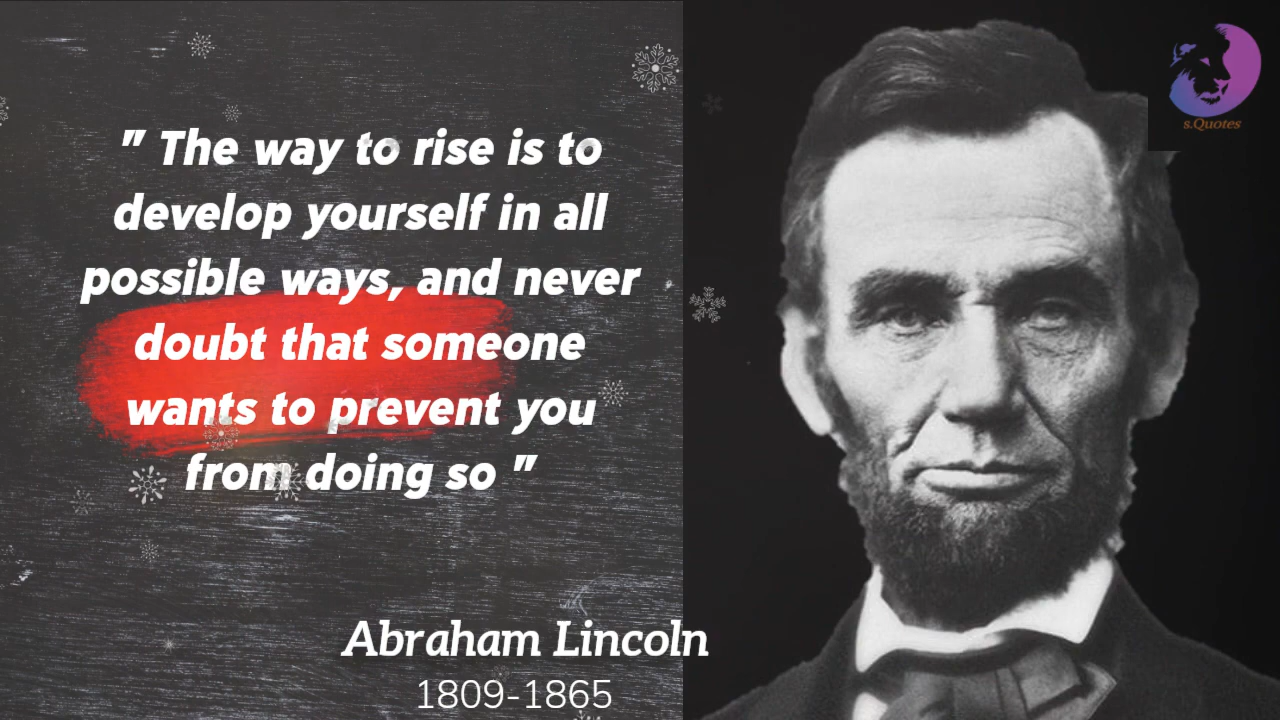 " The way to rise is to
develop yourself in all
possible ways, and never
doubt that someone
wants to prevent you
from doing so "
Abraham Lincoln
1809-1865
s.Quotes